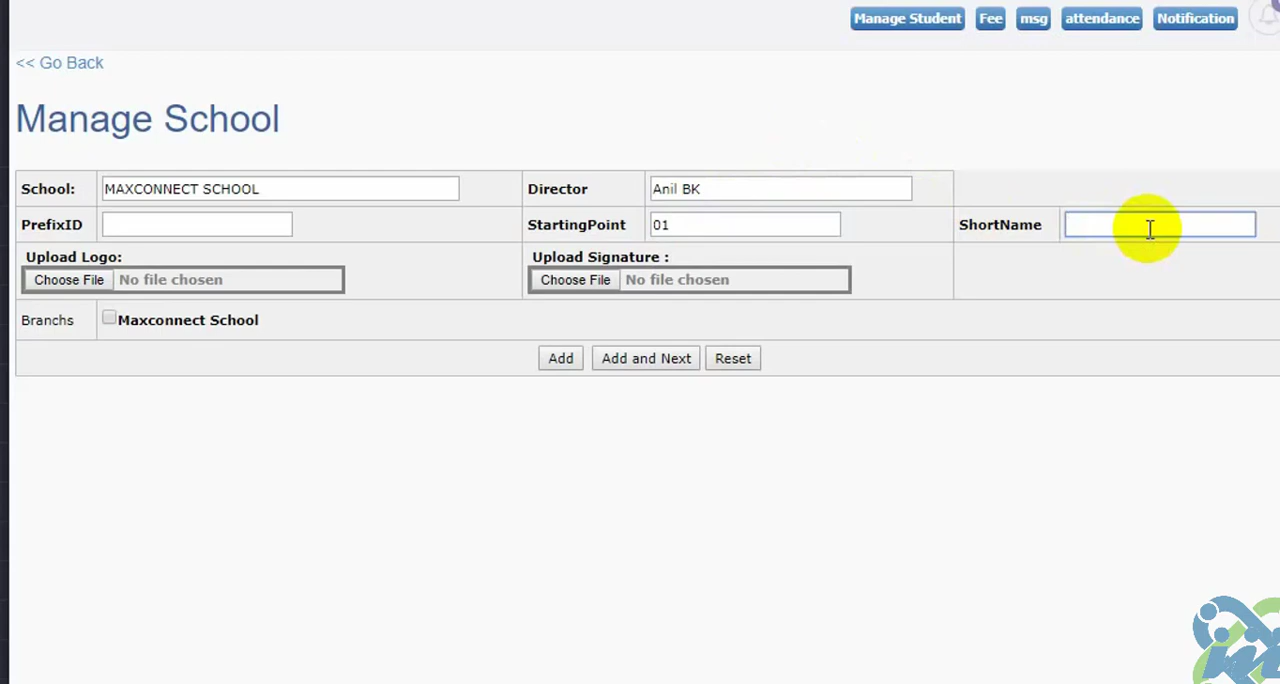 Manage Student Fee msg attendance Notification
<< Go Back
Manage School
School: MAXCONNECT SCHOOL Director Anil BK
PrefixID StartingPoint 01 ShortName
Upload Logo: Upload Signature :
Choose File No file chosen Choose File No file chosen
Branchs Maxconnect School
Add Add and Next Reset